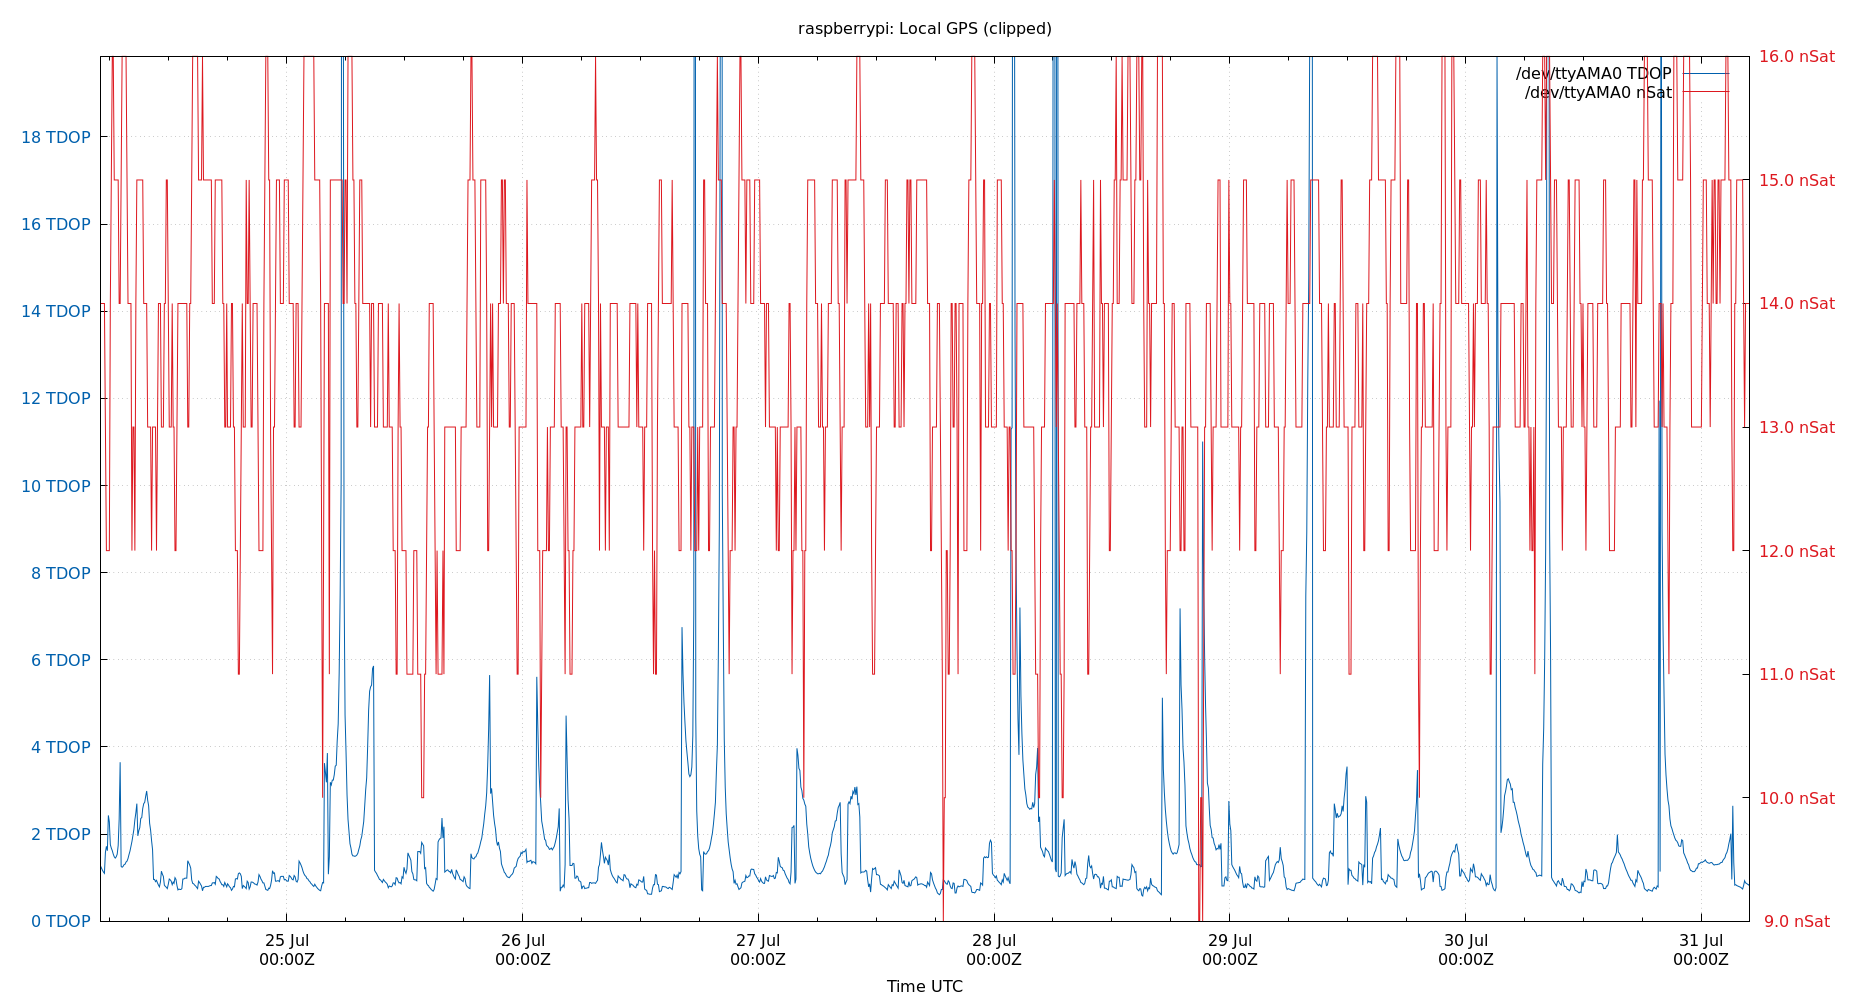 raspberrypi: Local GPS (clipped)
/dev/ttyAMA0 TDOP
/dev/ttyAMA0 nSat
18 TDOP
16 TDOP
14 TDOP
12 TDOP
10 TDOP
8 TDOP
6 TDOP
4 TDOP
2 TDOP
0 TDOP
16.0 nSat
15.0 nSat
14.0 nSat
13.0 nSat
12.0 nSat
11.0 nSat
10.0 nSat
9.0 nSat
25 Jul
00:00Z
26 Jul
00:00Z
27 Jul
00:00Z
28 Jul
00:00Z
29 Jul
00:00Z
30 Jul
00:00Z
31 Jul
00:00Z
Time UTC